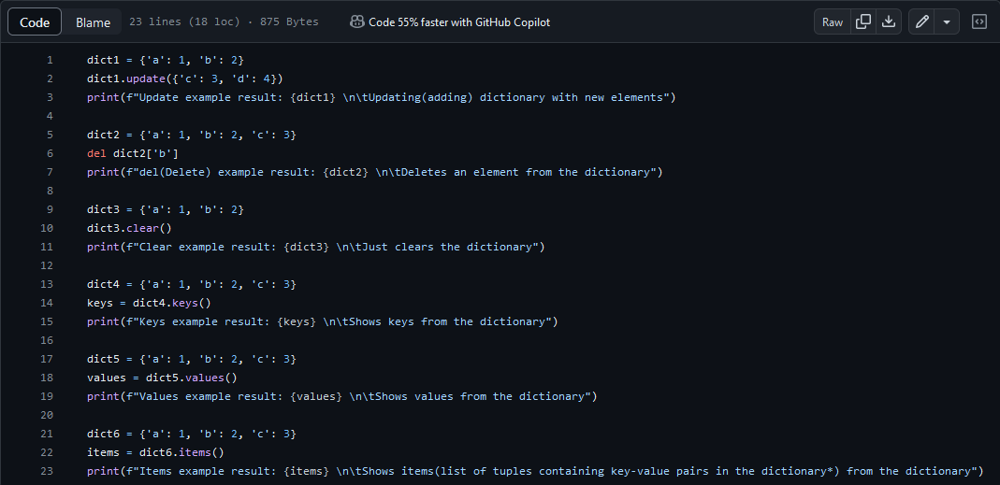 Code Blame 23 lines (18 loc) · 875 Bytes Code 55% faster with GitHub Copilot Raw
1 dict1 = {'a': 1, 'b': 2}
2 dict1.update({'c': 3, 'd': 4})
3 print(f"Update example result: {dict1} \n\tUpdating(adding) dictionary with new elements")
4
5 dict2 = {'a': 1, 'b': 2, 'c': 3}
6 del dict2['b']
7 print(f"del(Delete) example result: {dict2} \n\tDeletes an element from the dictionary")
8
9 dict3 = {'a': 1, 'b': 2}
10 dict3.clear()
11 print(f"Clear example result: {dict3} \n\tJust clears the dictionary")
12
13 dict4 = {'a': 1, 'b': 2, 'c': 3}
14 keys = dict4.keys()
15 print(f"Keys example result: {keys} \n\tShows keys from the dictionary")
16
17 dict5 = {'a': 1, 'b': 2, 'c': 3}
18 values = dict5.values()
19 print(f"Values example result: {values} \n\tShows values from the dictionary")
20
21 dict6 = {'a': 1, 'b': 2, 'c': 3}
22 items = dict6.items()
23 print(f"Items example result: {items} \n\tShows items(list of tuples containing key-value pairs in the dictionary*) from the dictionary")